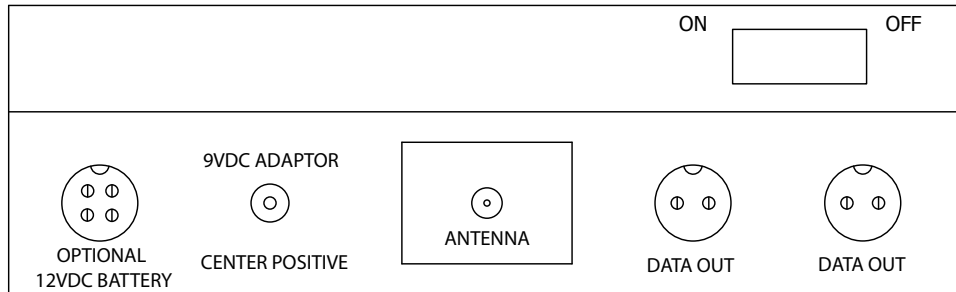 ON
OFF
9VDC ADAPTOR
CENTER POSITIVE
OPTIONAL
12VDC BATTERY
ANTENNA
DATA OUT
DATA OUT